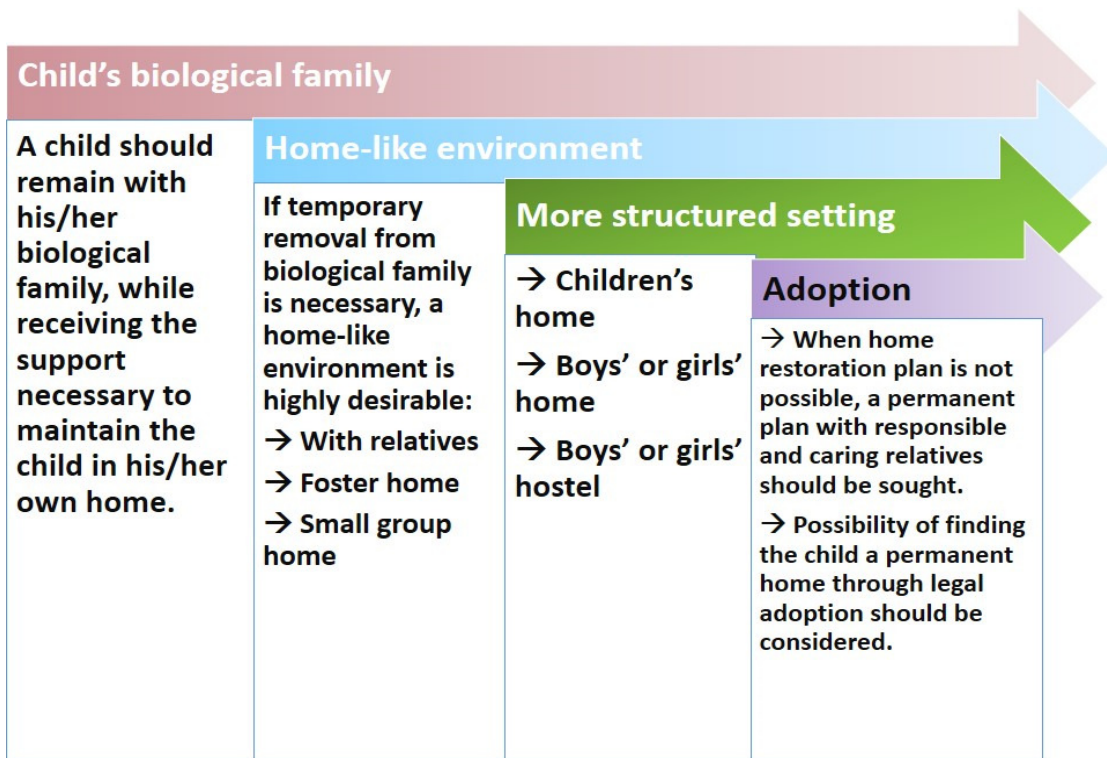 Child’s biological family
A child should
remain with
his/her
biological
family, while
receiving the
support
necessary to
maintain the
child in his/her
own home.
Home-like environment
If temporary
removal from
biological family
is necessary, a
home-like
environment is
highly desirable:
→ With relatives
→ Foster home
→ Small group
home
More structured setting
→ Children’s
home
→ Boys’ or girls’
home
→ Boys’ or girls’
hostel
Adoption
→ When home
restoration plan is not
possible, a permanent
plan with responsible
and caring relatives
should be sought.
→ Possibility of finding
the child a permanent
home through legal
adoption should be
considered.